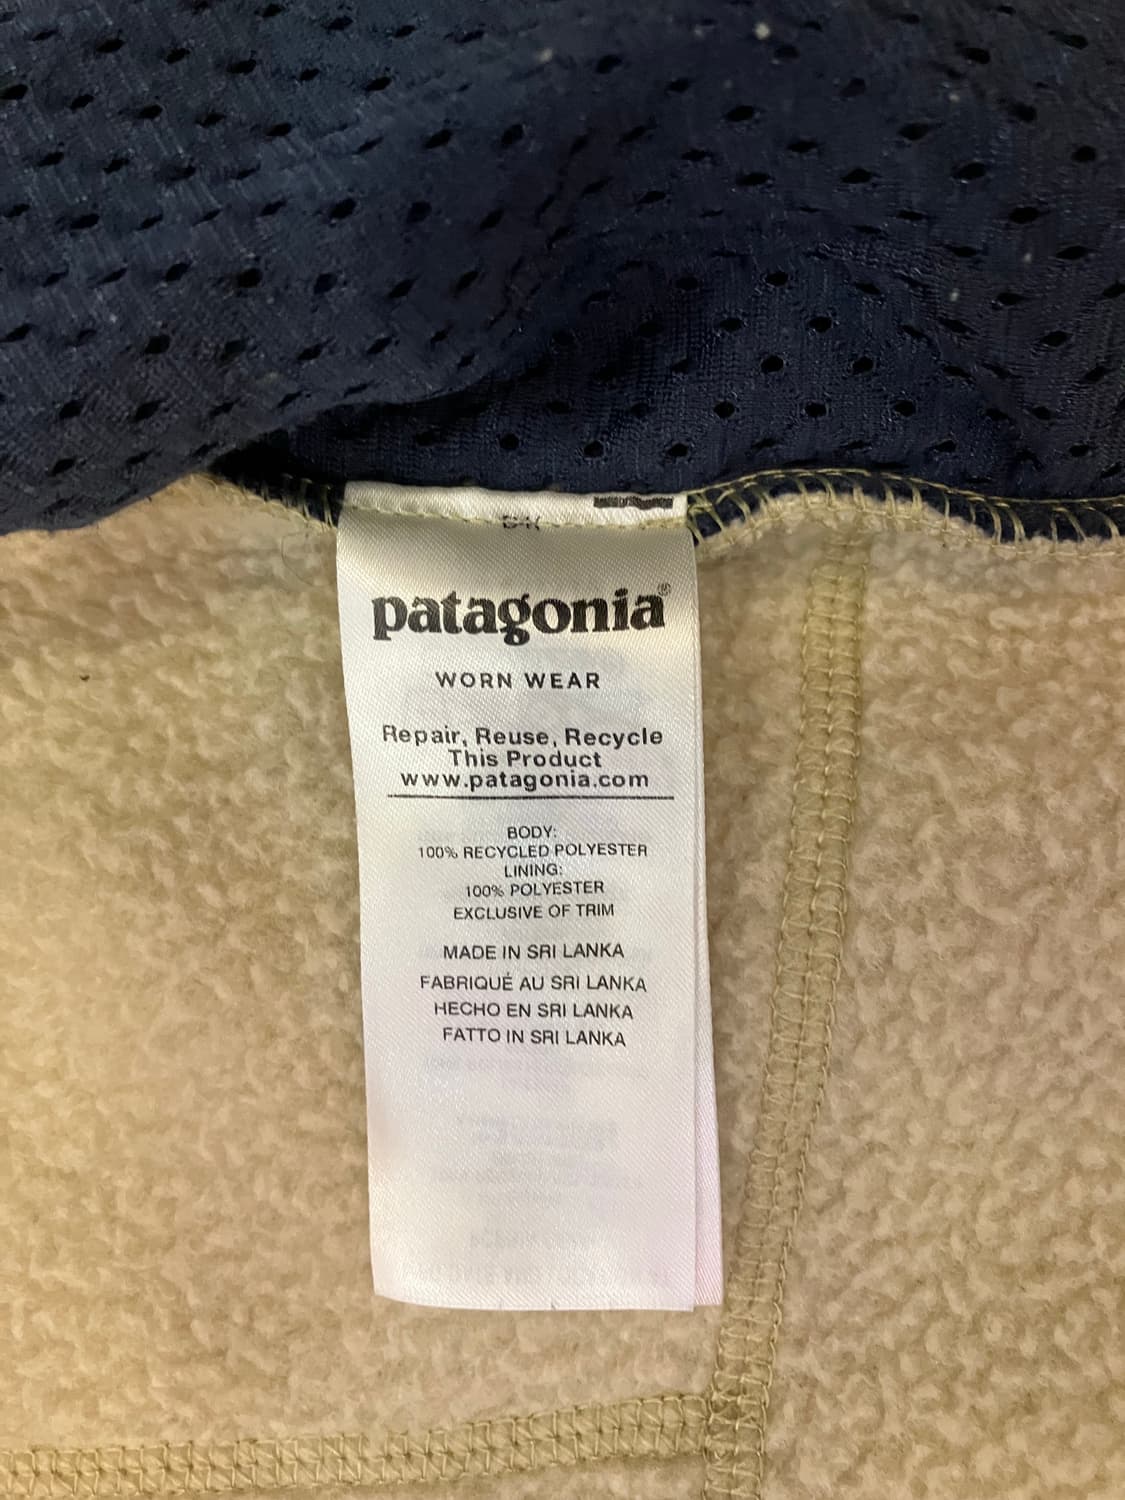 patagonia®
WORN WEAR
Repair, Reuse, Recycle
This Product
www.patagonia.com
BODY:
100% RECYCLED POLYESTER
LINING:
100% POLYESTER
EXCLUSIVE OF TRIM
MADE IN SRI LANKA
FABRIQUÉ AU SRI LANKA
HECHO EN SRI LANKA
FATTO IN SRI LANKA